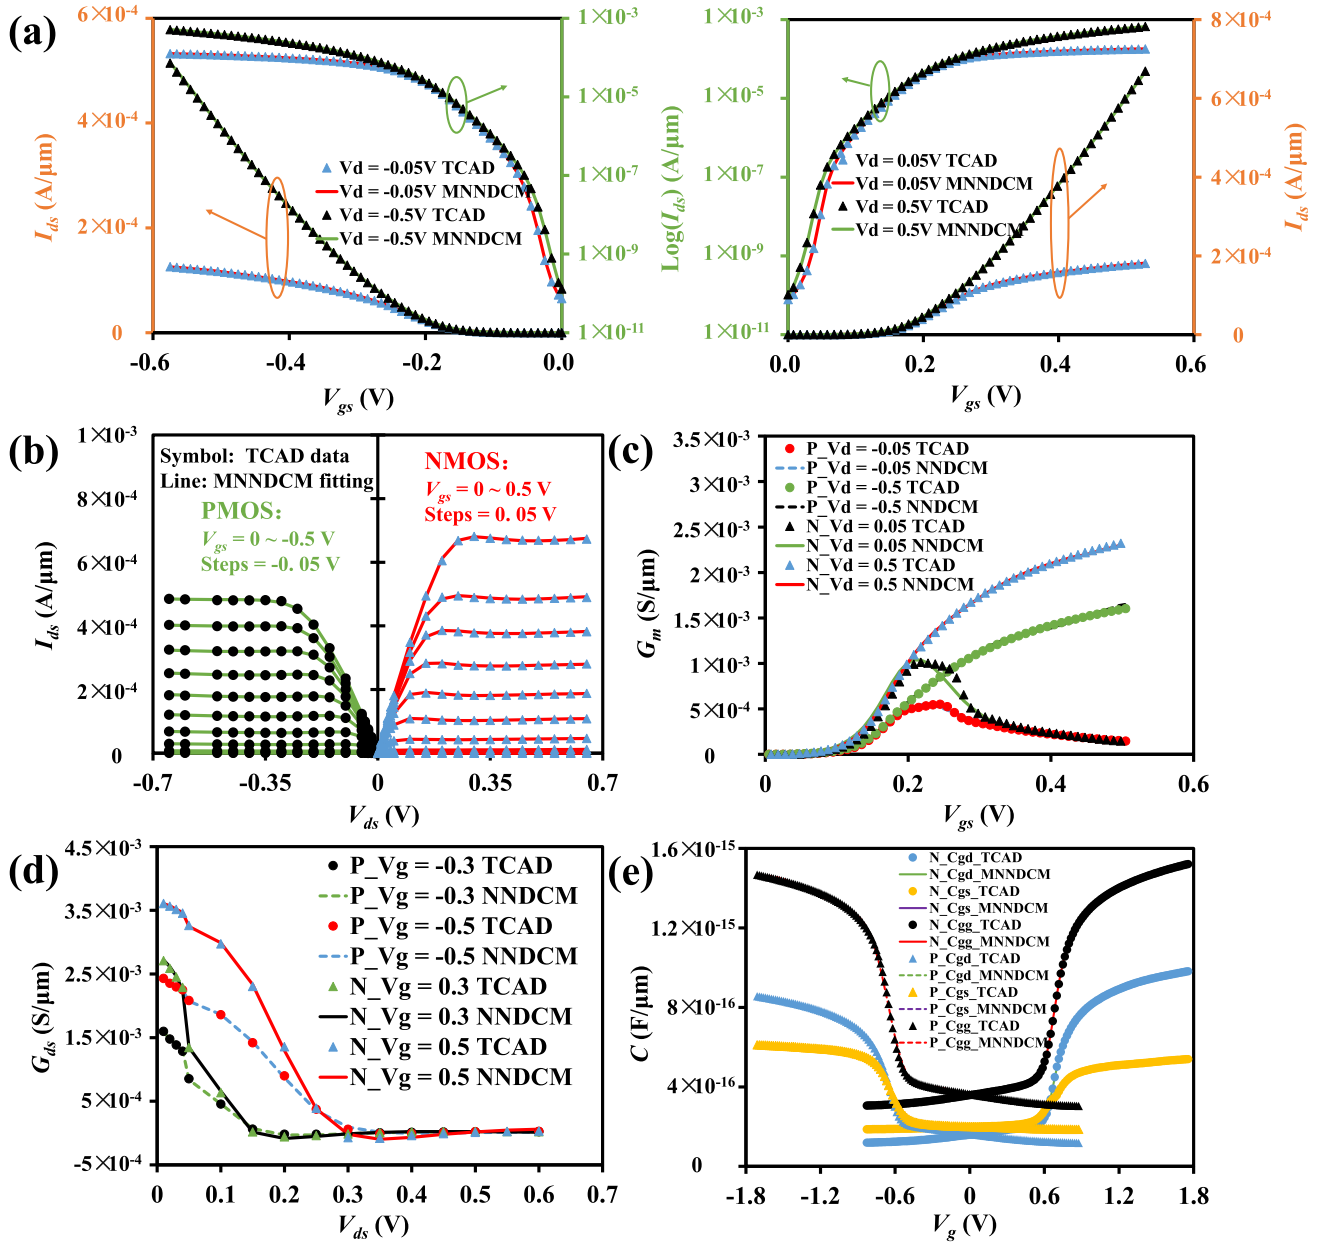 (a)
6×10⁻⁴
4×10⁻⁴
2×10⁻⁴
0
I_ds (A/μm)
1×10⁻³
1×10⁻⁵
1×10⁻⁷
1×10⁻⁹
1×10⁻¹¹
Vd = -0.05V TCAD
Vd = -0.05V MNNDCM
Vd = -0.5V TCAD
Vd = -0.5V MNNDCM
-0.6
-0.4
-0.2
0.0
V_gs (V)
Log(I_ds) (A/μm)
1×10⁻³
1×10⁻⁵
1×10⁻⁷
1×10⁻⁹
1×10⁻¹¹
Vd = 0.05V TCAD
Vd = 0.05V MNNDCM
Vd = 0.5V TCAD
Vd = 0.5V MNNDCM
8×10⁻⁴
6×10⁻⁴
4×10⁻⁴
2×10⁻⁴
0
I_ds (A/μm)
0.0
0.2
0.4
0.6
V_gs (V)
(b)
1×10⁻³
8×10⁻⁴
6×10⁻⁴
4×10⁻⁴
2×10⁻⁴
0
I_ds (A/μm)
Symbol: TCAD data
Line: MNNDCM fitting
PMOS:
V_gs = 0 ~ -0.5 V
Steps = -0. 05 V
NMOS:
V_gs = 0 ~ 0.5 V
Steps = 0. 05 V
-0.7
-0.35
0
0.35
0.7
V_ds (V)
(c)
3.5×10⁻³
3×10⁻³
2.5×10⁻³
2×10⁻³
1.5×10⁻³
1×10⁻³
5×10⁻⁴
0
G_m (S/μm)
P_Vd = -0.05 TCAD
P_Vd = -0.05 NNDCM
P_Vd = -0.5 TCAD
P_Vd = -0.5 NNDCM
N_Vd = 0.05 TCAD
N_Vd = 0.05 NNDCM
N_Vd = 0.5 TCAD
N_Vd = 0.5 NNDCM
0
0.2
0.4
0.6
V_gs (V)
(d)
4.5×10⁻³
3.5×10⁻³
2.5×10⁻³
1.5×10⁻³
5×10⁻⁴
-5×10⁻⁴
G_ds (S/μm)
P_Vg = -0.3 TCAD
P_Vg = -0.3 NNDCM
P_Vg = -0.5 TCAD
P_Vg = -0.5 NNDCM
N_Vg = 0.3 TCAD
N_Vg = 0.3 NNDCM
N_Vg = 0.5 TCAD
N_Vg = 0.5 NNDCM
0
0.1
0.2
0.3
0.4
0.5
0.6
0.7
V_ds (V)
(e)
1.6×10⁻¹⁵
1×10⁻¹⁵
8×10⁻¹⁶
4×10⁻¹⁶
0
C (F/μm)
N_Cgd_TCAD
N_Cgd_MNNDCM
N_Cgs_TCAD
N_Cgs_MNNDCM
N_Cgg_TCAD
N_Cgg_MNNDCM
P_Cgd_TCAD
P_Cgd_MNNDCM
P_Cgs_TCAD
P_Cgs_MNNDCM
P_Cgg_TCAD
P_Cgg_MNNDCM
-1.8
-1.2
-0.6
0
0.6
1.2
1.8
V_g (V)